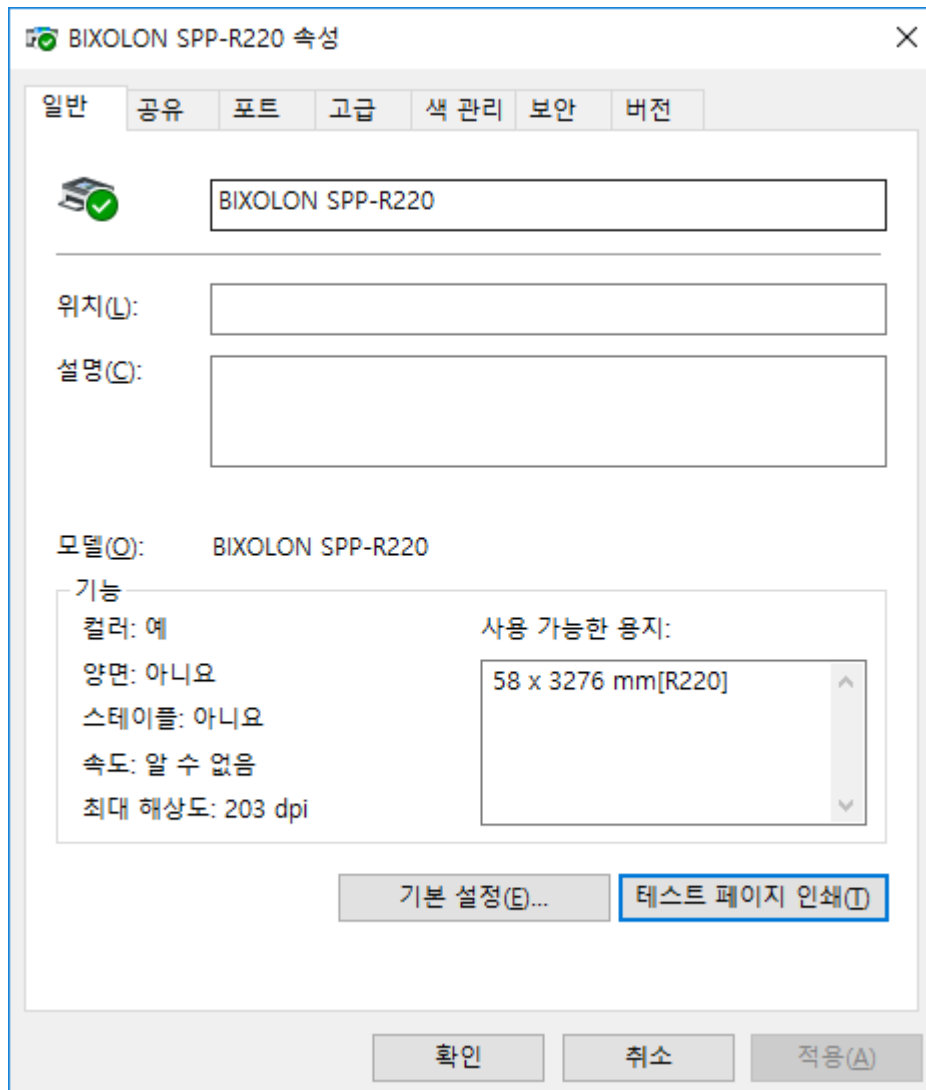 BIXOLON SPP-R220 속성
일반 공유 포트 고급 색 관리 보안 버전
BIXOLON SPP-R220
위치(L):
설명(C):
모델(O): BIXOLON SPP-R220
기능
컬러: 예 사용 가능한 용지:
양면: 아니요 58 x 3276 mm[R220]
스테이플: 아니요
속도: 알 수 없음
최대 해상도: 203 dpi
기본 설정(E)... 테스트 페이지 인쇄(T)
확인 취소 적용(A)